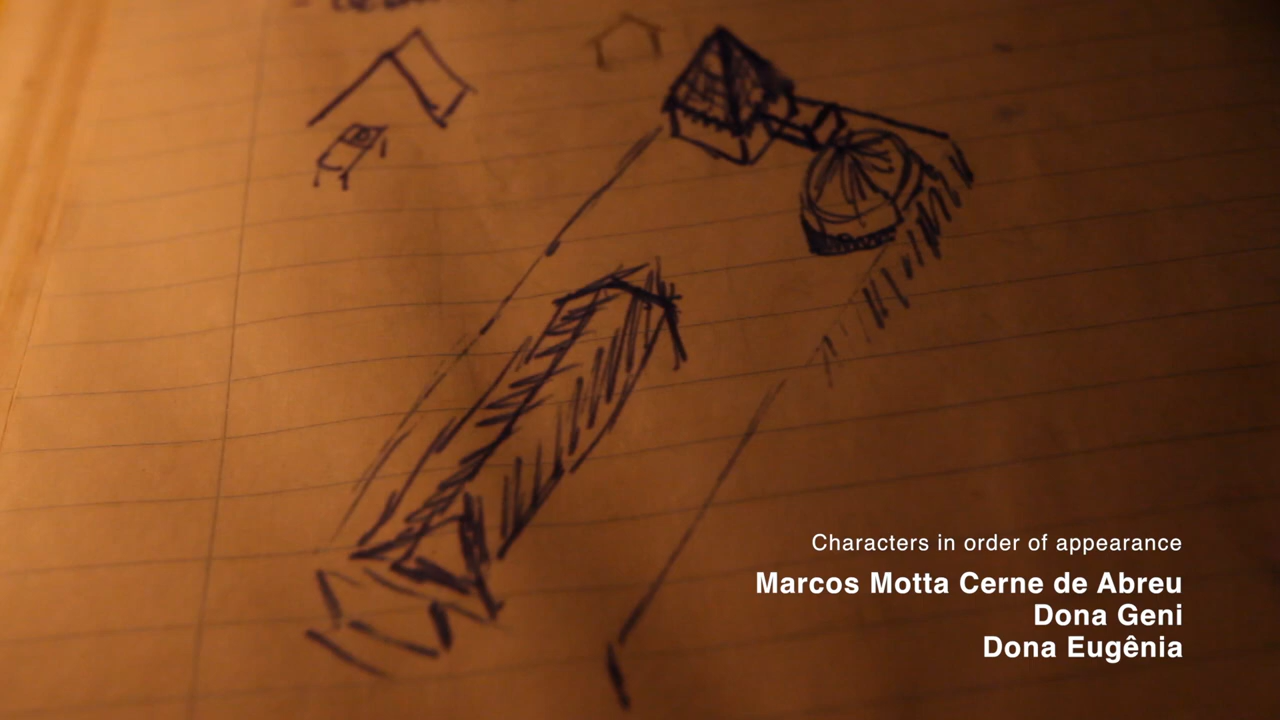 Characters in order of appearance
Marcos Motta Cerne de Abreu
Dona Geni
Dona Eugênia